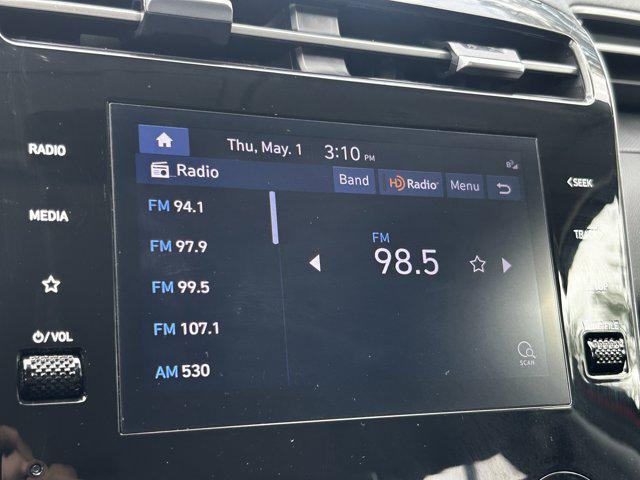 Thu, May. 1 3:10 PM
Radio
Band
HD Radio
Menu
FM 94.1
FM 97.9
FM 99.5
FM 107.1
AM 530
FM
98.5
SCAN
RADIO
MEDIA
VOL
SEEK